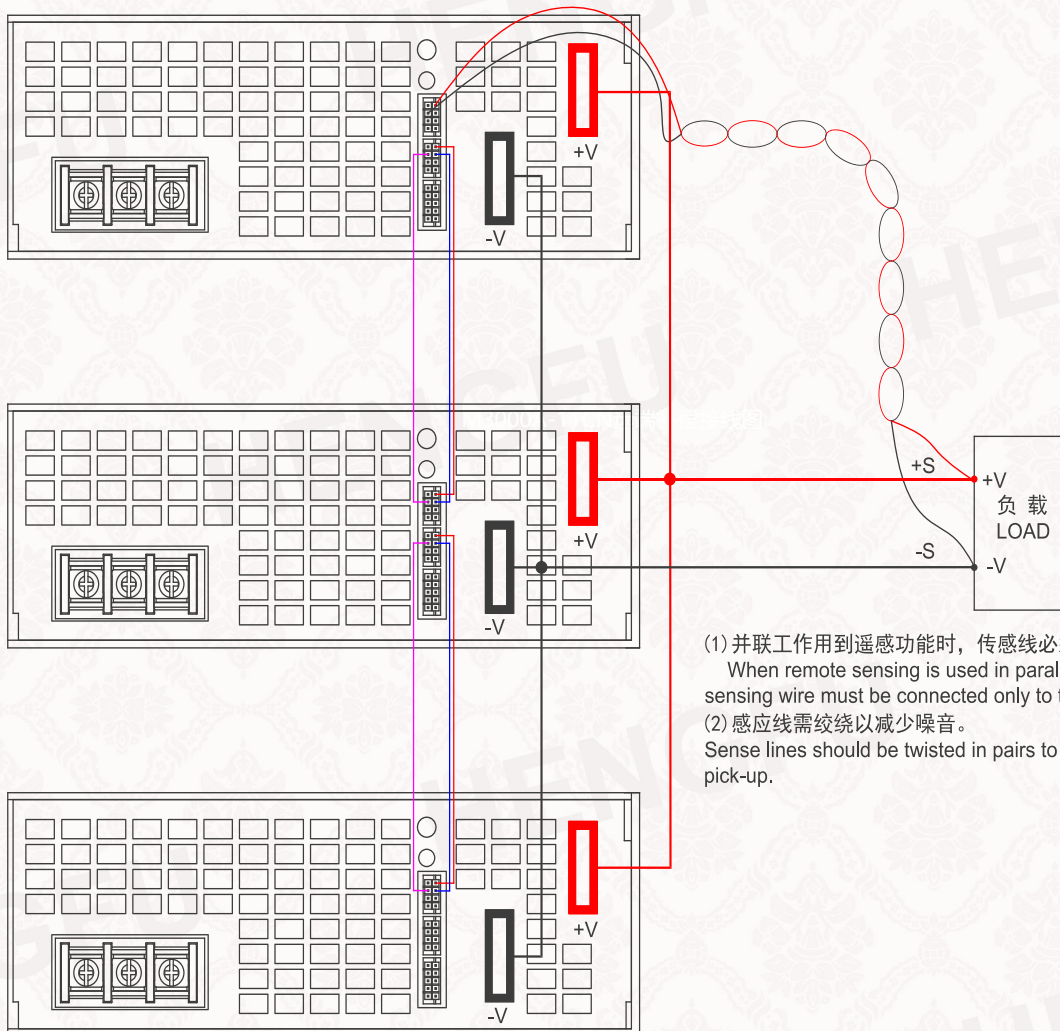 +V
-V
+V
-V
+S
-S
+V
负 载
LOAD
-V
(1)并联工作用到遥感功能时，传感线必
When remote sensing is used in paral
sensing wire must be connected only to
(2)感应线需绞绕以减少噪音。
Sense lines should be twisted in pairs to
pick-up.
+V
-V
HENGFU